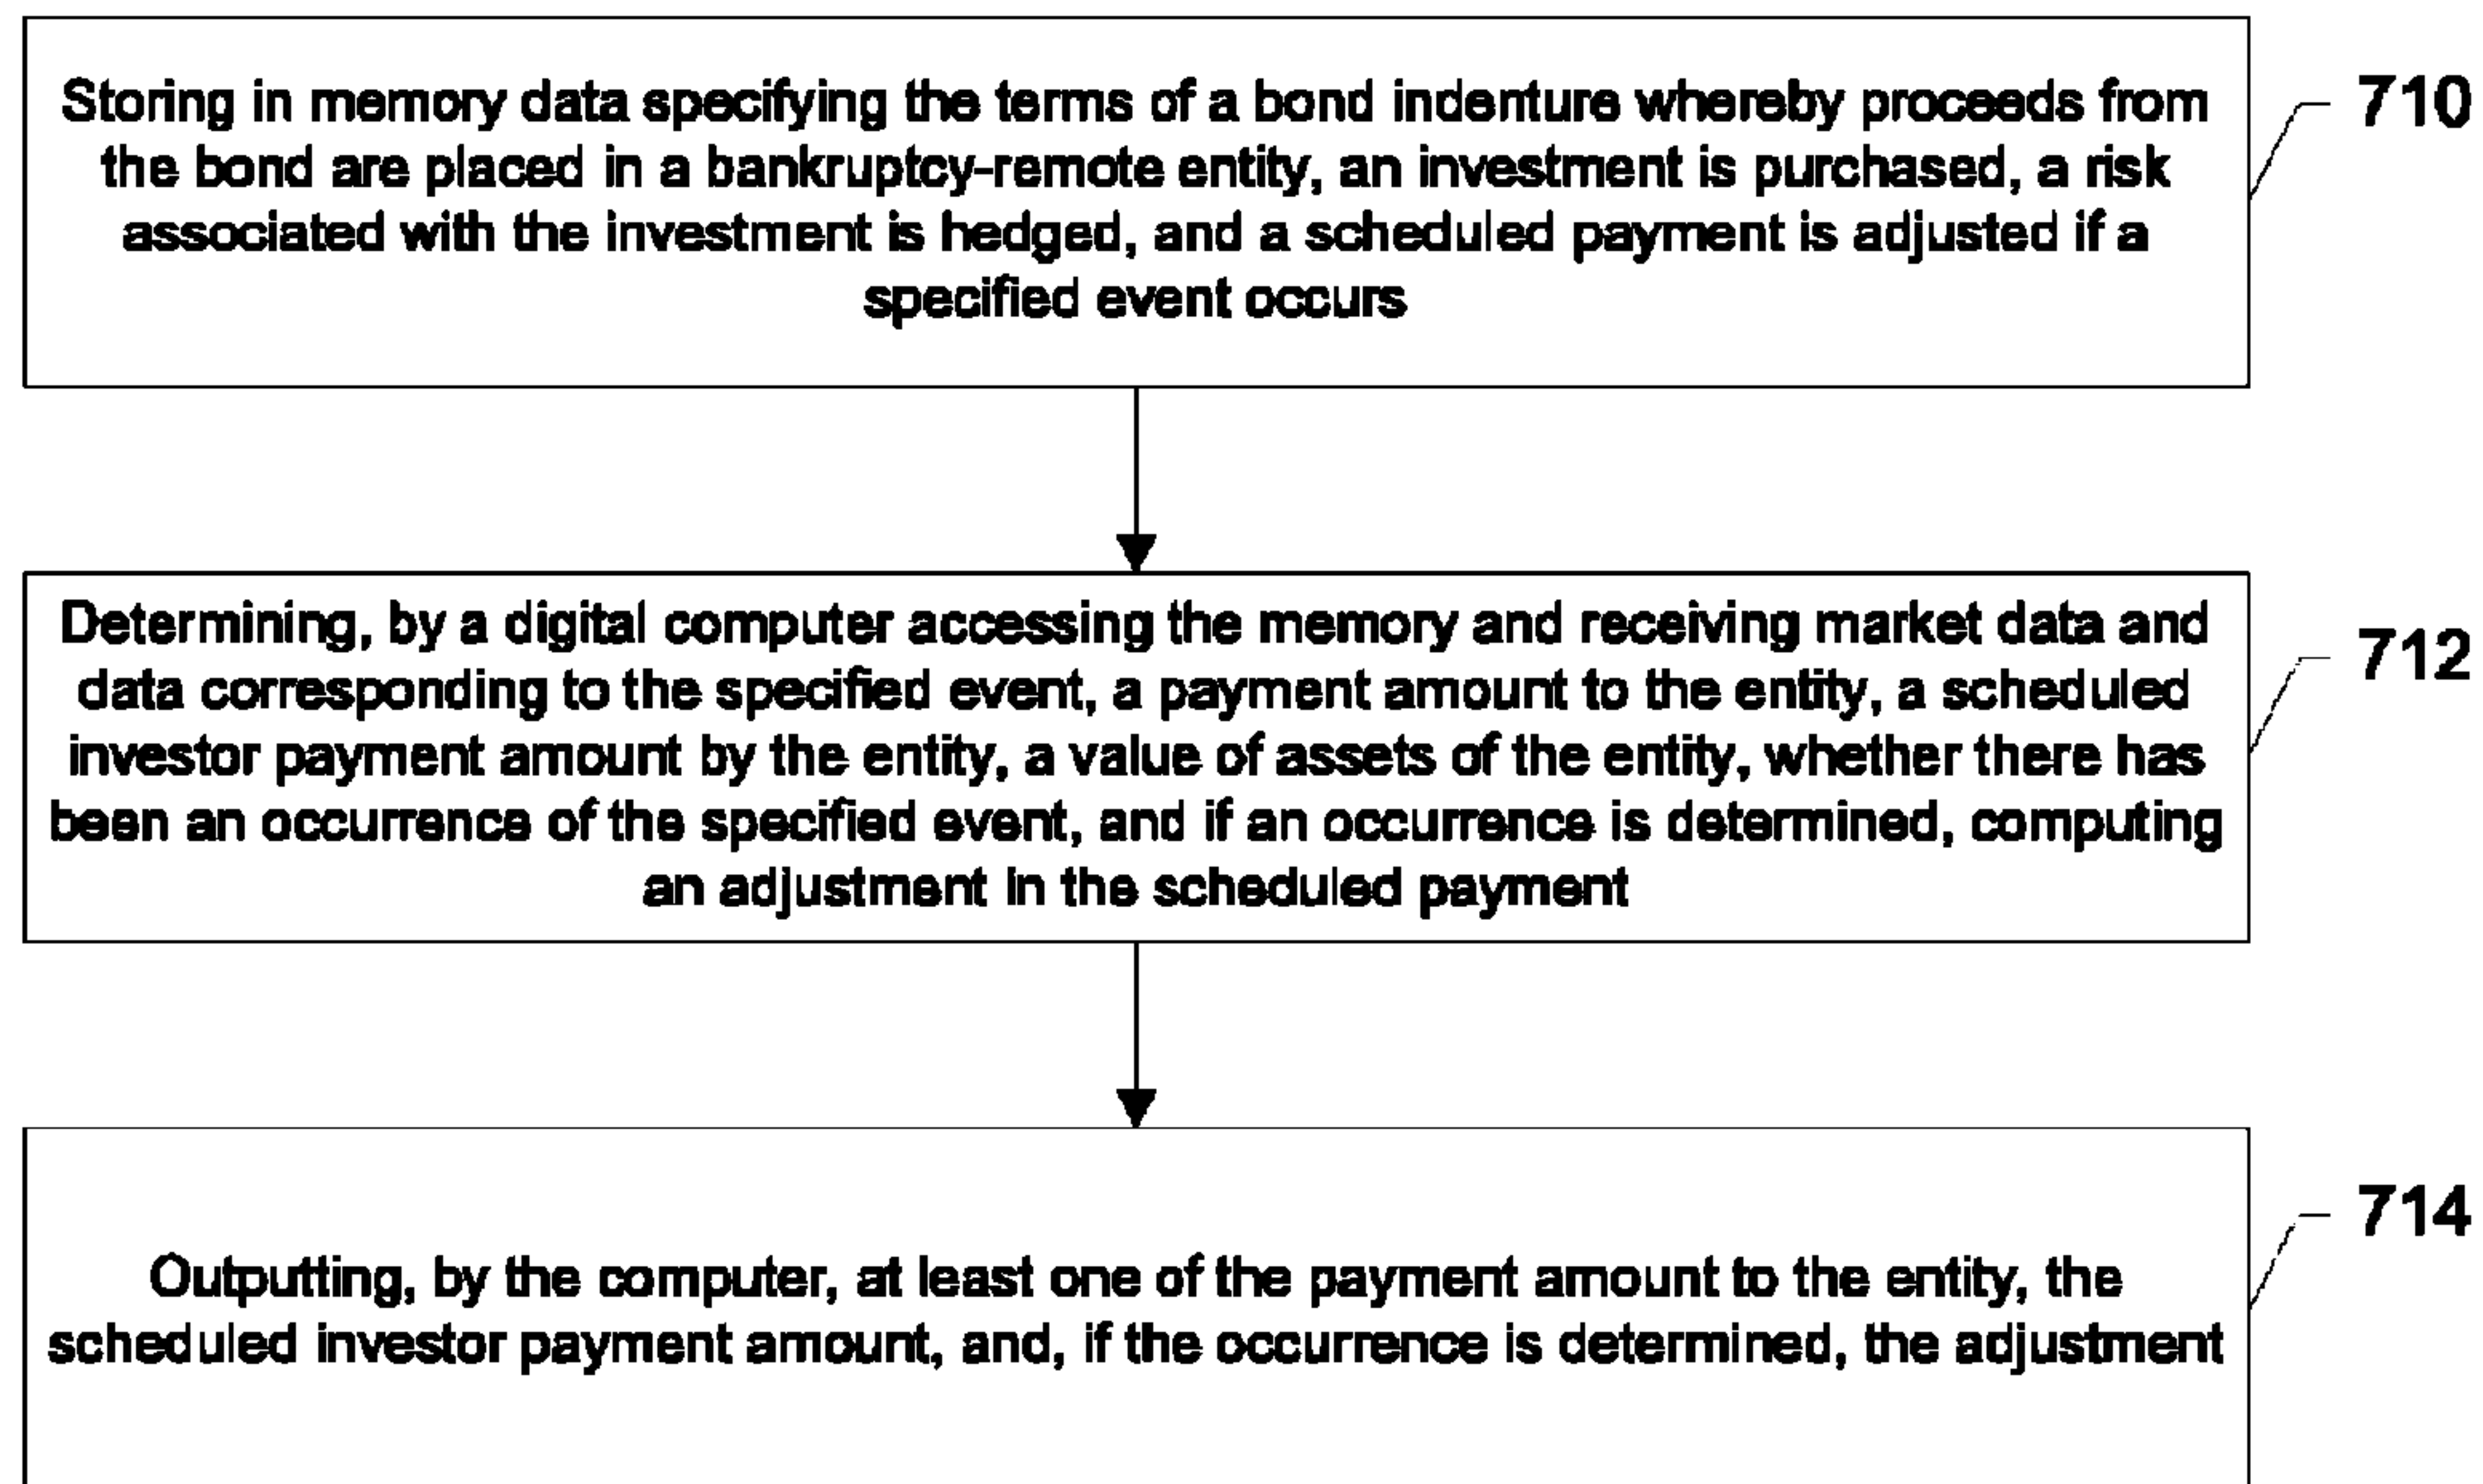 Storing in memory data specifying the terms of a bond indenture whereby proceeds from
the bond are placed in a bankruptcy-remote entity, an investment is purchased, a risk
associated with the investment is hedged, and a scheduled payment is adjusted if a
specified event occurs
710
Determining, by a digital computer accessing the memory and receiving market data and
data corresponding to the specified event, a payment amount to the entity, a scheduled
investor payment amount by the entity, a value of assets of the entity, whether there has
been an occurrence of the specified event, and if an occurrence is determined, computing
an adjustment in the scheduled payment
712
Outputting, by the computer, at least one of the payment amount to the entity, the
scheduled investor payment amount, and, if the occurrence is determined, the adjustment
714